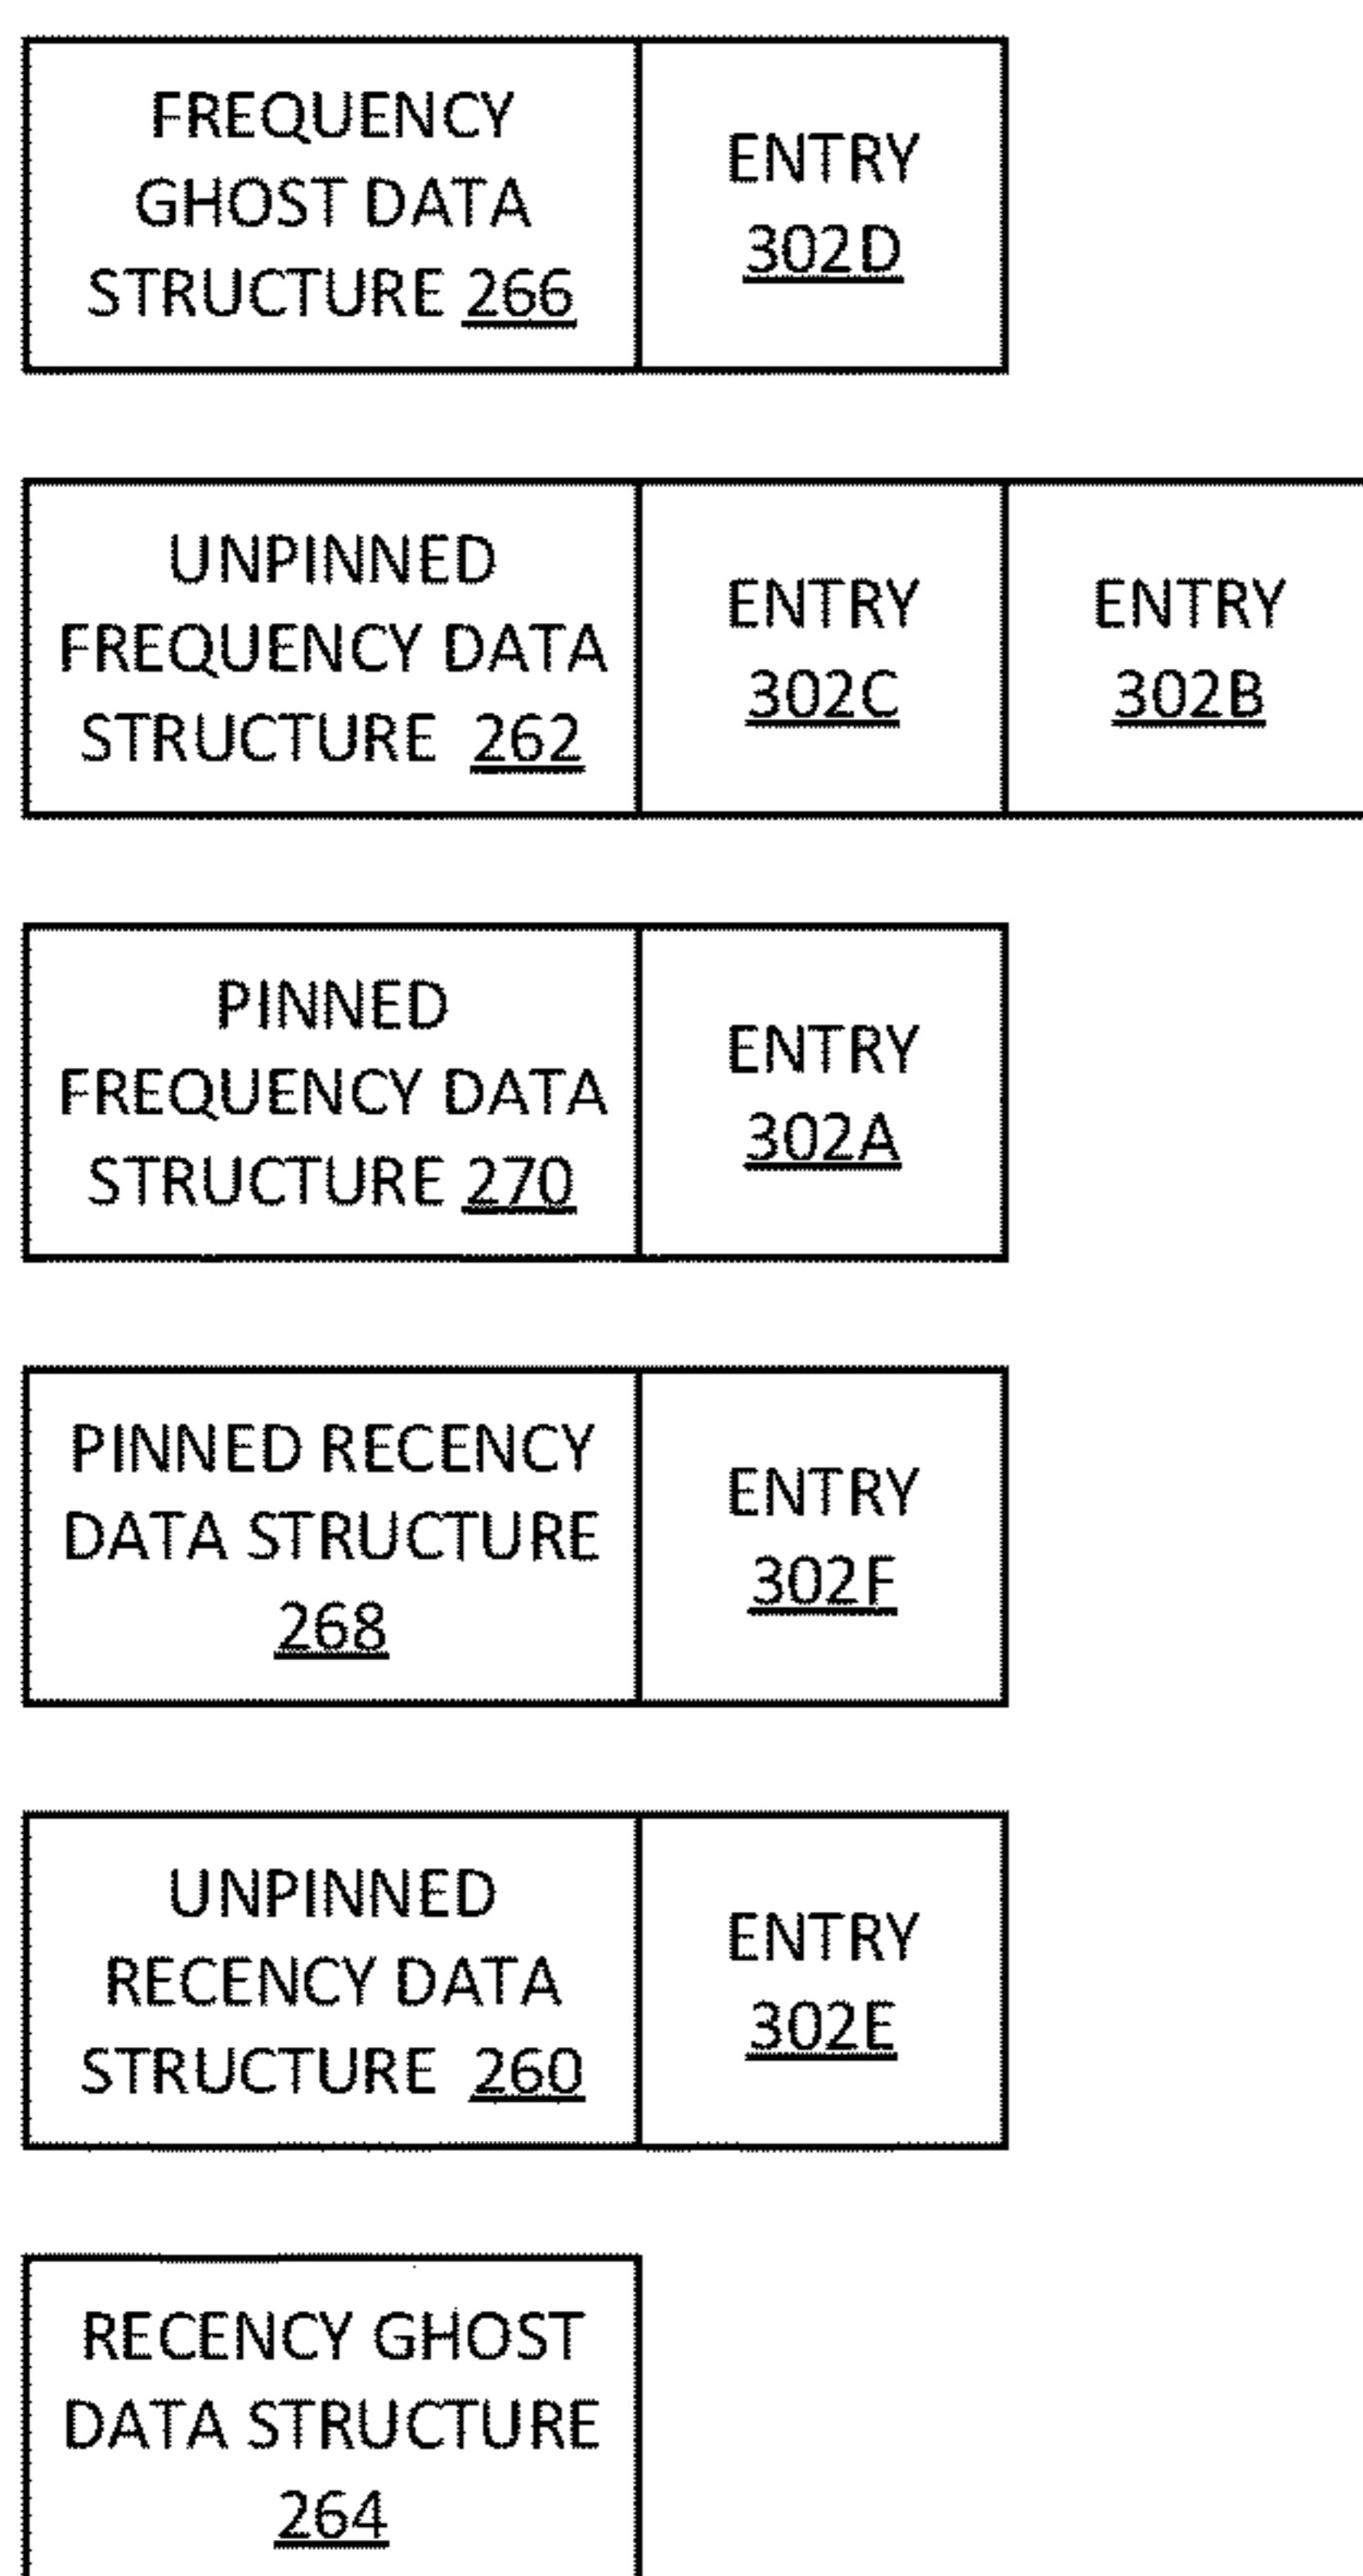 FREQUENCY
GHOST DATA
STRUCTURE 266
ENTRY
302D
UNPINNED
FREQUENCY DATA
STRUCTURE 262
ENTRY
302C
ENTRY
302B
PINNED
FREQUENCY DATA
STRUCTURE 270
ENTRY
302A
PINNED RECENCY
DATA STRUCTURE
268
ENTRY
302F
UNPINNED
RECENCY DATA
STRUCTURE 260
ENTRY
302E
RECENCY GHOST
DATA STRUCTURE
264